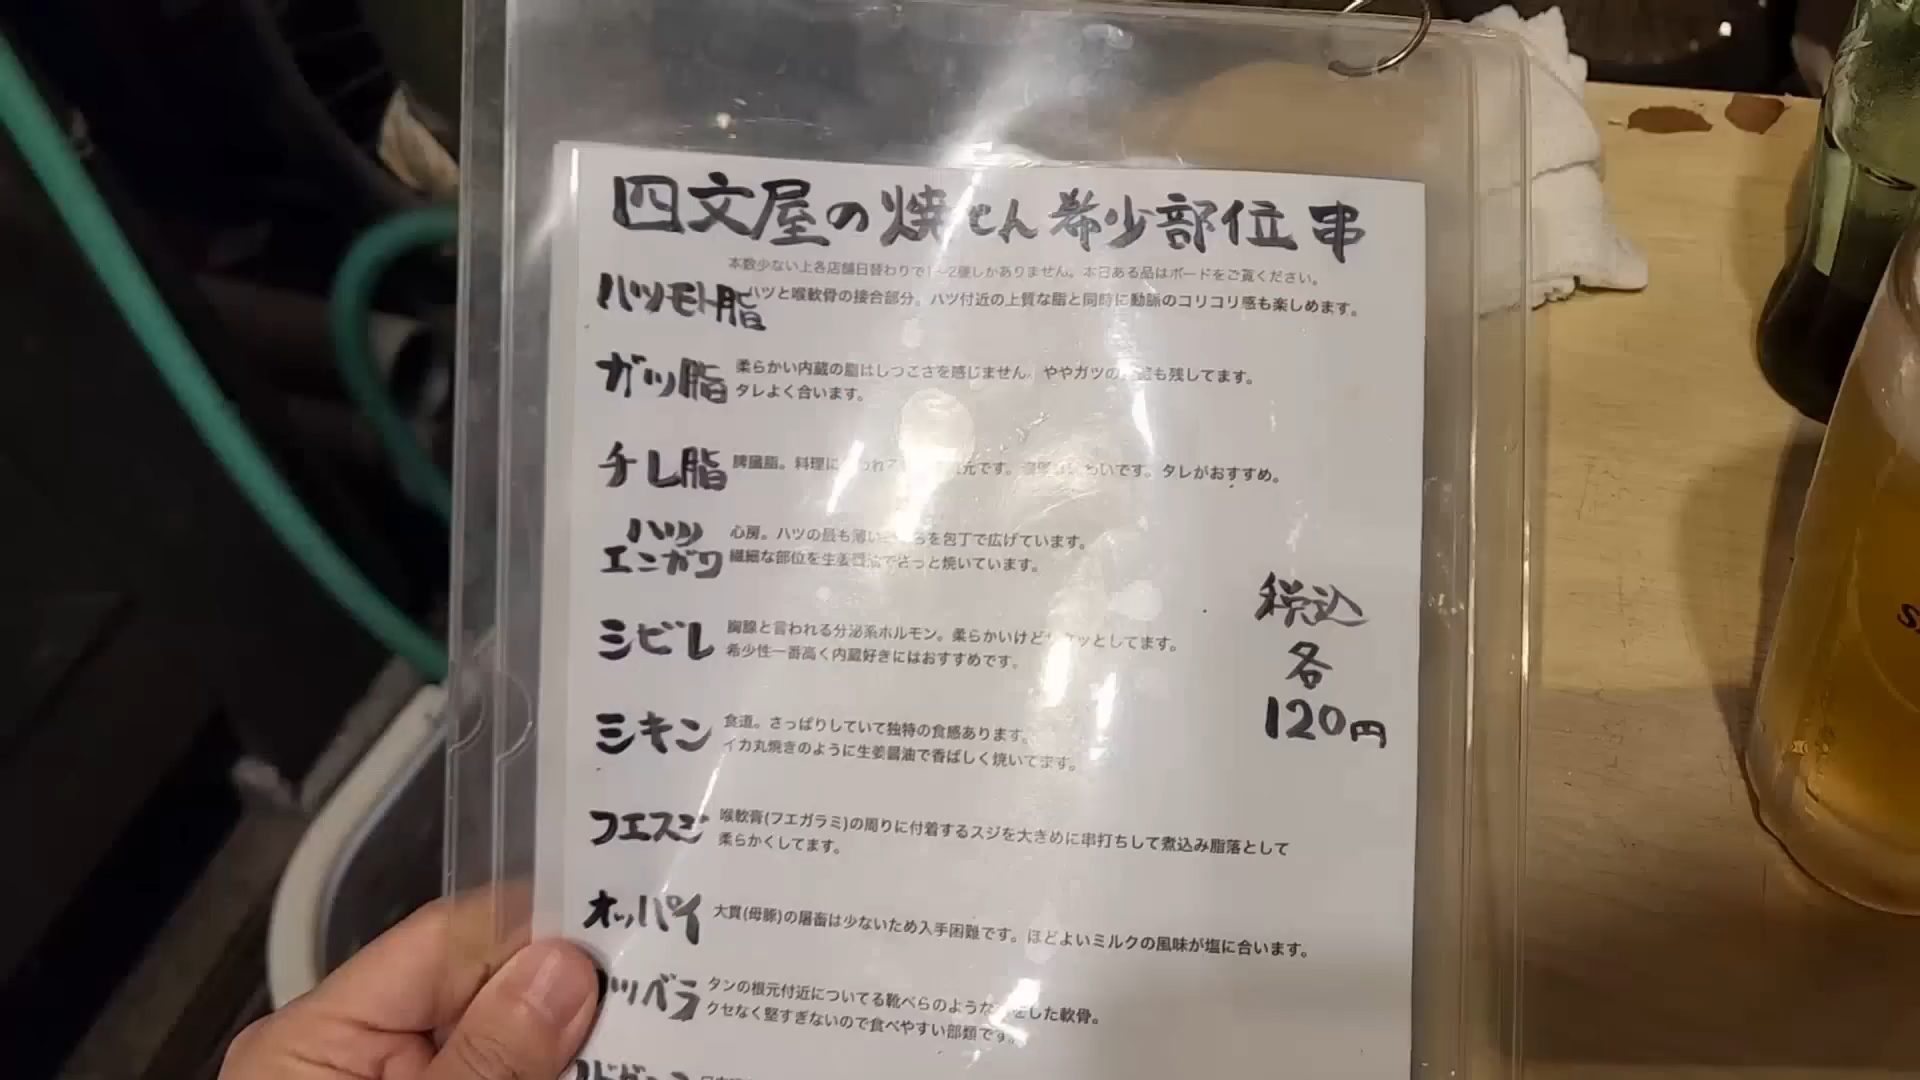 四文屋の焼とん希少部位串
本数少ない上各店舗日替わりで1〜2種しかありません。本日ある品はボードをご覧ください。
ハツモト脂
ハツと喉軟骨の接合部分。ハツ付近の上質な脂と同時に動脈のコリコリ感も楽しめます。
ガツ脂
柔らかい内蔵の脂はしつこさを感じません。ややガツの も残してます。
タレよく合います。
チレ脂
脾臓脂。料理に われ 元です。 わいです。タレがおすすめ。
ハツ
エンガワ
心房。ハツの最も薄い を包丁で広げています。
繊細な部位を生姜醤油でさっと焼いています。
シビレ
胸腺と言われる分泌系ホルモン。柔らかいけど ッとしてます。
希少性一番高く内蔵好きにはおすすめです。
ミキン
食道。さっぱりしていて独特の食感あります。
イカ丸焼きのように生姜醤油で香ばしく焼いてます。
フエスジ
喉軟膏(フエガラミ)の周りに付着するスジを大きめに串打ちして煮込み脂落として
柔らかくしてます。
オッパイ
大貫(母豚)の屠畜は少ないため入手困難です。ほどよいミルクの風味が塩に合います。
ツベラ
タンの根元付近についてる靴べらのような をした軟骨。
クセなく堅すぎないので食べやすい部類です。
税込
各
120円